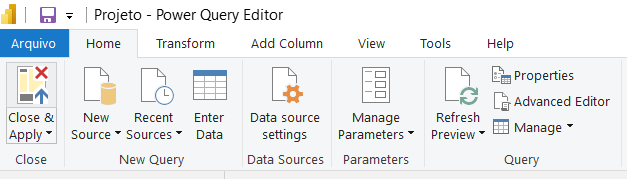 Projeto - Power Query Editor
Arquivo Home Transform Add Column View Tools Help
Close & Apply
New Source
Recent Sources
Enter Data
Data source settings
Manage Parameters
Refresh Preview
Properties
Advanced Editor
Manage
Close New Query Data Sources Parameters Query